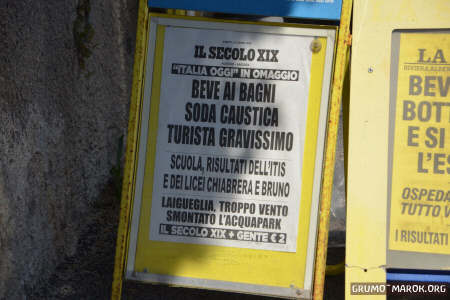 IL SECOLO XIX
"ITALIA OGGI" IN OMAGGIO
BEVE AI BAGNI
SODA CAUSTICA
TURISTA GRAVISSIMO
SCUOLA, RISULTATI DELL'ITIS
E DEI LICEI CHIABRERA E BRUNO
LAIGUEGLIA, TROPPO VENTO
SMONTATO L'ACQUAPARK
IL SECOLO XIX + GENTE € 2
LA
BEV
BOTT
E SI
L'ES
OSPEDA
TUTTO V
I RISULTATI
GRUMO-MAROK.ORG